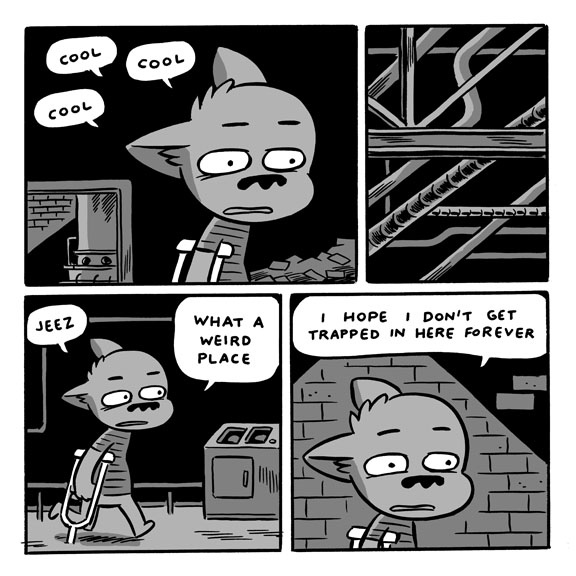 COOL
COOL
COOL
JEEZ
WHAT A
WEIRD
PLACE
I HOPE I DON'T GET
TRAPPED IN HERE FOREVER